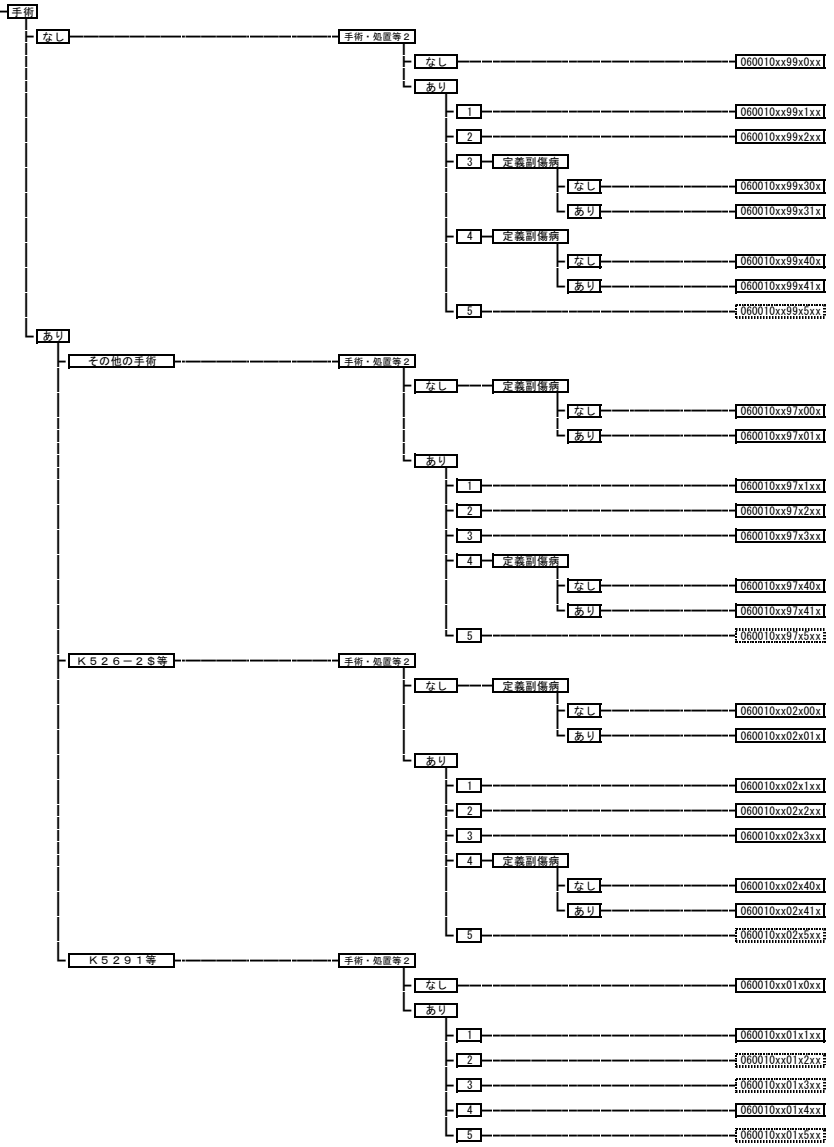 手術
なし 手術・処置等2
なし 060010xx99x0xx
あり
1 060010xx99x1xx
2 060010xx99x2xx
3 定義副傷病
なし 060010xx99x30x
あり 060010xx99x31x
4 定義副傷病
なし 060010xx99x40x
あり 060010xx99x41x
5 060010xx99x5xx
あり
その他の手術 手術・処置等2
なし 定義副傷病
なし 060010xx97x00x
あり 060010xx97x01x
あり
1 060010xx97x1xx
2 060010xx97x2xx
3 060010xx97x3xx
4 定義副傷病
なし 060010xx97x40x
あり 060010xx97x41x
5 060010xx97x5xx
K526-2$等 手術・処置等2
なし 定義副傷病
なし 060010xx02x00x
あり 060010xx02x01x
あり
1 060010xx02x1xx
2 060010xx02x2xx
3 060010xx02x3xx
4 定義副傷病
なし 060010xx02x40x
あり 060010xx02x41x
5 060010xx02x5xx
K5291等 手術・処置等2
なし 060010xx01x0xx
あり
1 060010xx01x1xx
2 060010xx01x2xx
3 060010xx01x3xx
4 060010xx01x4xx
5 060010xx01x5xx